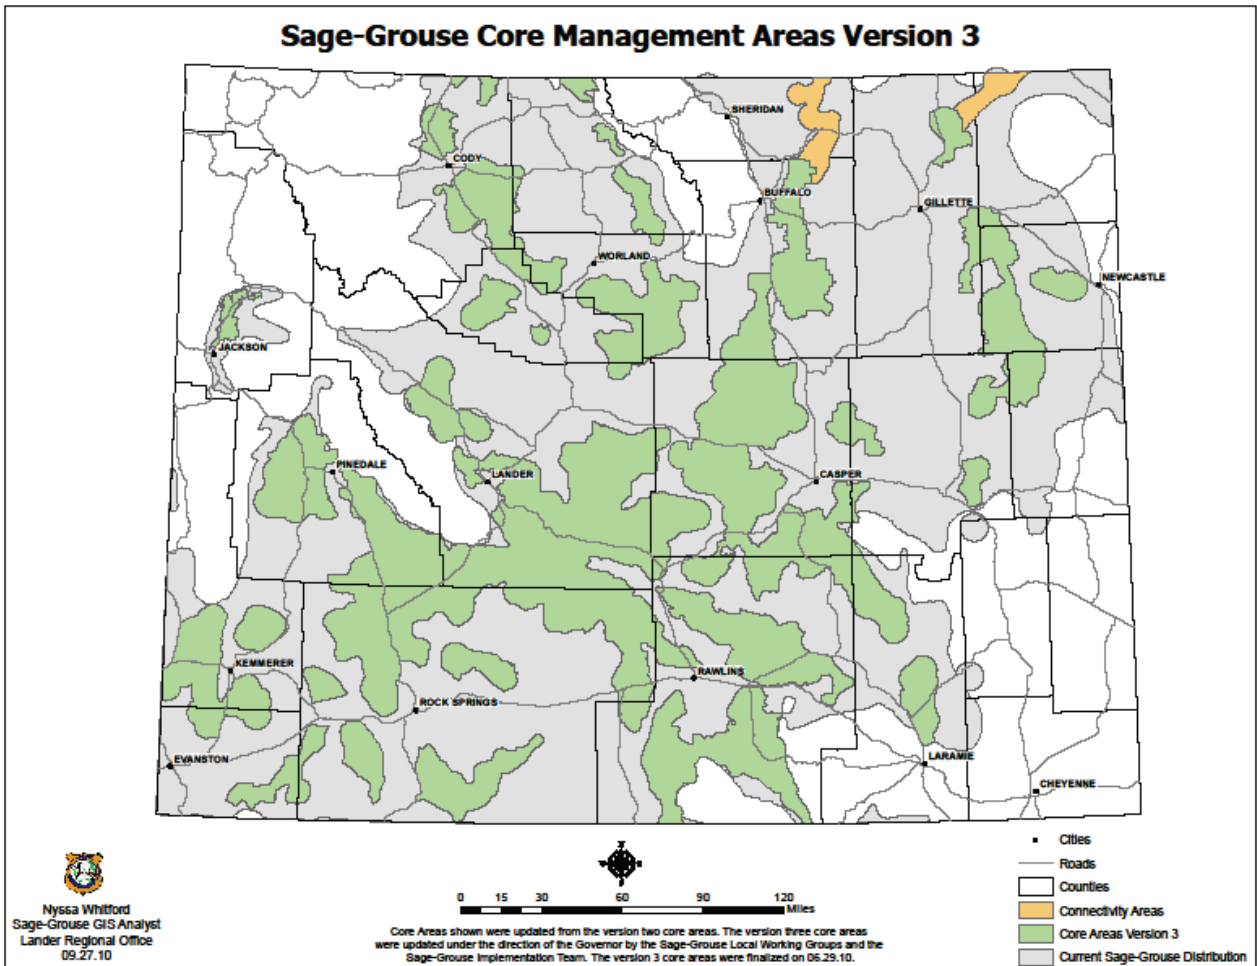 Sage-Grouse Core Management Areas Version 3
SHERIDAN
CODY
BUFFALO
GILLETTE
WORLAND
NEWCASTLE
JACKSON
PINEDALE
LANDER
CASPER
KEMMERER
RAWLINS
ROCK SPRINGS
EVANSTON
LARAMIE
CHEYENNE
Nyssa Whitford
Sage-Grouse GIS Analyst
Lander Regional Office
09.27.10
0 15 30 60 90 120
Miles
Core Areas shown were updated from the version two core areas. The version three core areas
were updated under the direction of the Governor by the Sage-Grouse Local Working Groups and the
Sage-Grouse Implementation Team. The version 3 core areas were finalized on 06.29.10.
Cities
Roads
Counties
Connectivity Areas
Core Areas Version 3
Current Sage-Grouse Distribution